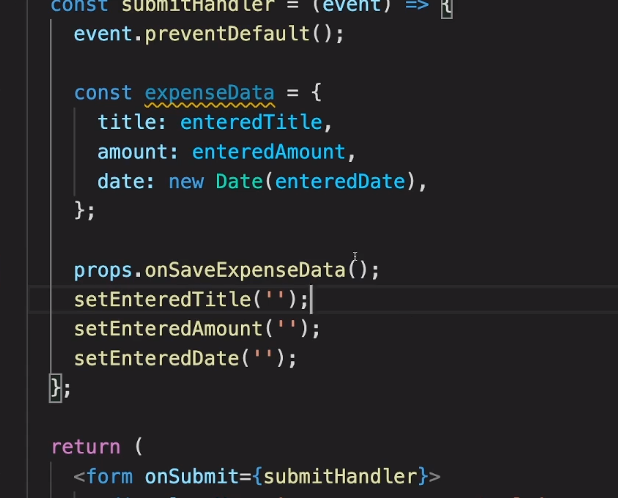 const submitHandler = (event) => {
event.preventDefault();
const expenseData = {
title: enteredTitle,
amount: enteredAmount,
date: new Date(enteredDate),
};
props.onSaveExpenseData();
setEnteredTitle('');
setEnteredAmount('');
setEnteredDate('');
};
return (
<form onSubmit={submitHandler}>